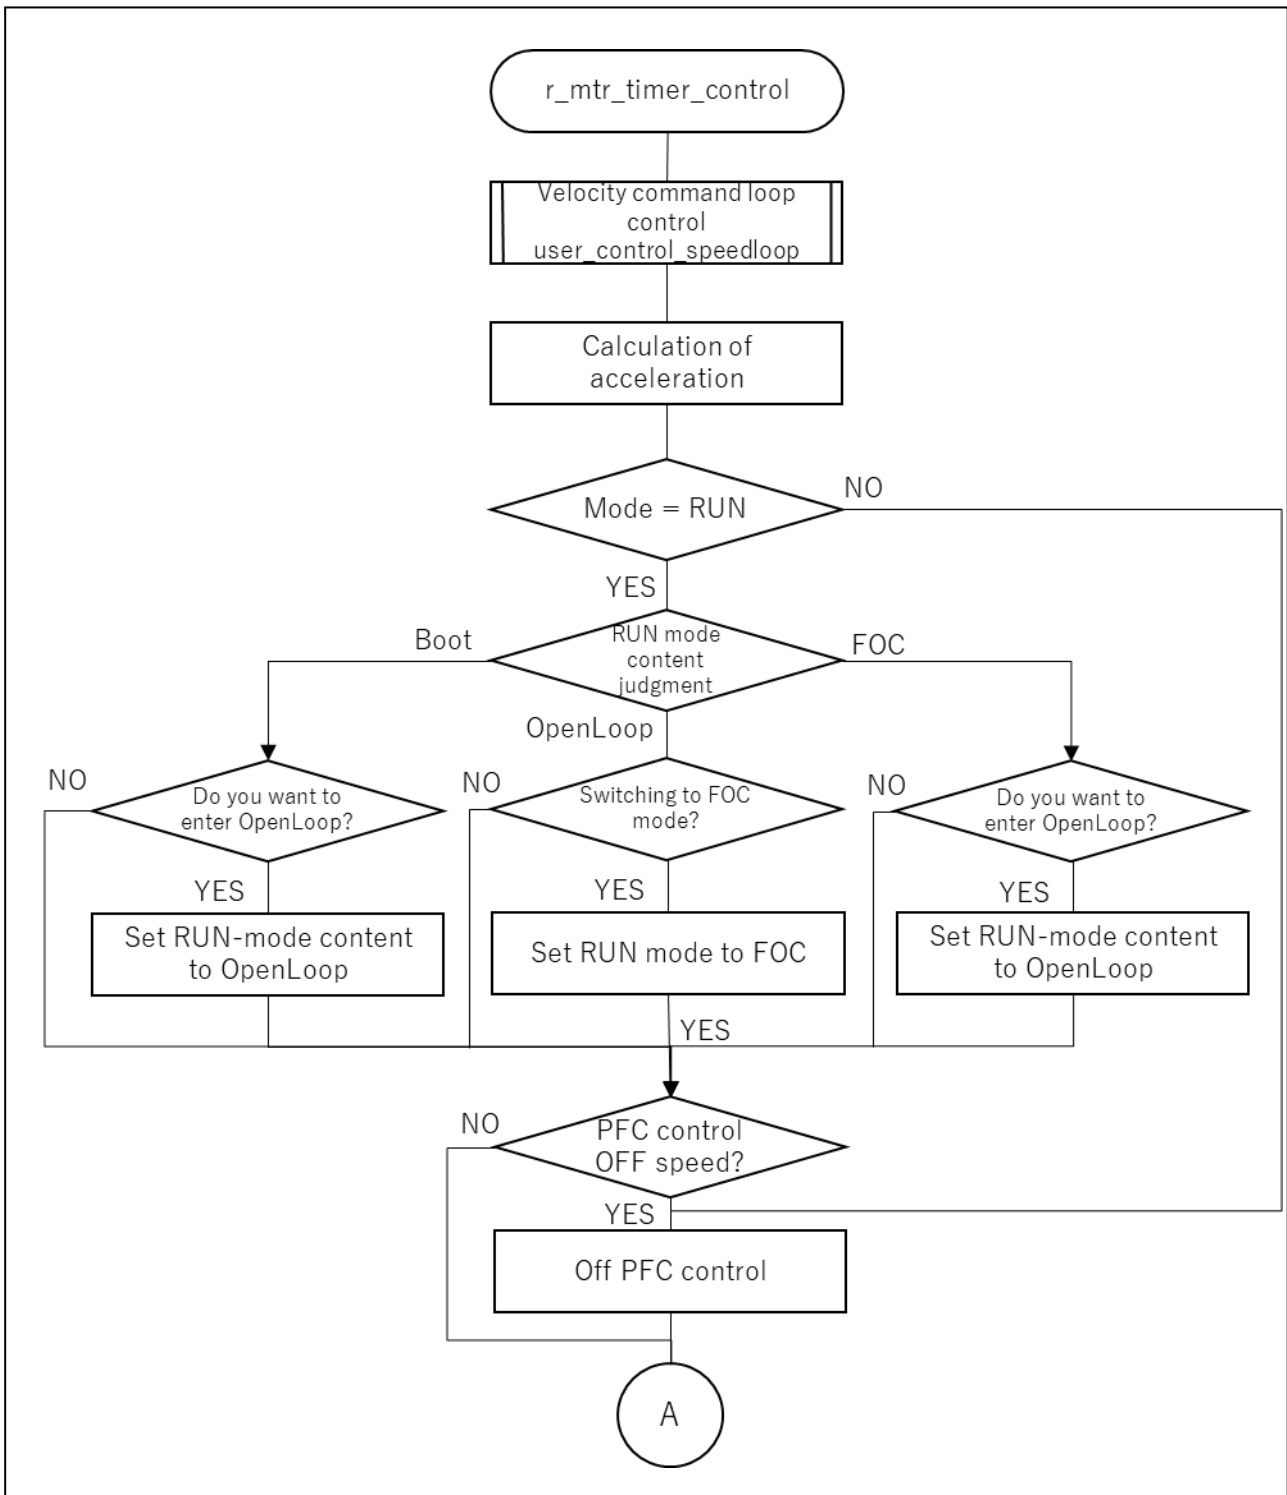 r_mtr_timer_control
Velocity command loop
control
user_control_speedloop
Calculation of
acceleration
Mode = RUN
NO
YES
Boot
RUN mode
content
judgment
FOC
OpenLoop
NO
Do you want to
enter OpenLoop?
NO
Switching to FOC
mode?
NO
Do you want to
enter OpenLoop?
YES
YES
YES
Set RUN-mode content
to OpenLoop
Set RUN mode to FOC
Set RUN-mode content
to OpenLoop
YES
NO
PFC control
OFF speed?
YES
Off PFC control
A